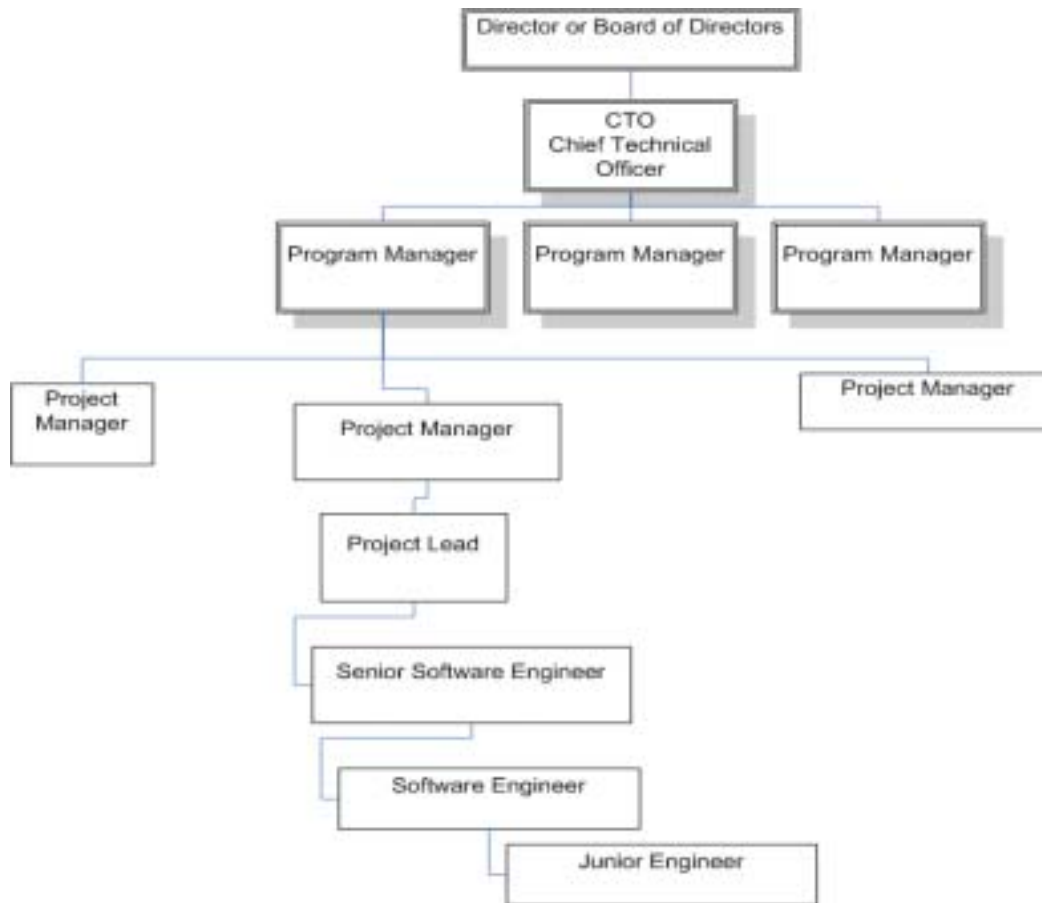 Director or Board of Directors
CTO
Chief Technical
Officer
Program Manager
Program Manager
Program Manager
Project
Manager
Project Manager
Project Manager
Project Lead
Senior Software Engineer
Software Engineer
Junior Engineer